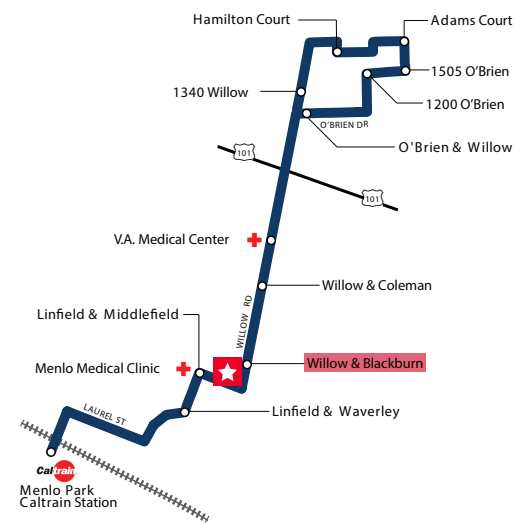 Hamilton Court
Adams Court
1505 O'Brien
1340 Willow
1200 O'Brien
O'BRIEN DR
O'Brien & Willow
101
101
V.A. Medical Center
Willow & Coleman
WILLOW RD
Linfield & Middlefield
Menlo Medical Clinic
Willow & Blackburn
LAUREL ST
Linfield & Waverley
Caltrain
Menlo Park
Caltrain Station